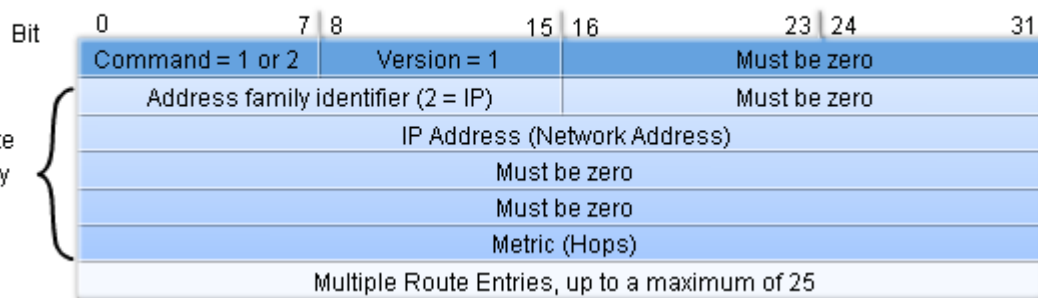 Bit 0 7 8 15 16 23 24 31
Command = 1 or 2 Version = 1 Must be zero
Address family identifier (2 = IP) Must be zero
IP Address (Network Address)
Must be zero
Must be zero
Metric (Hops)
Multiple Route Entries, up to a maximum of 25